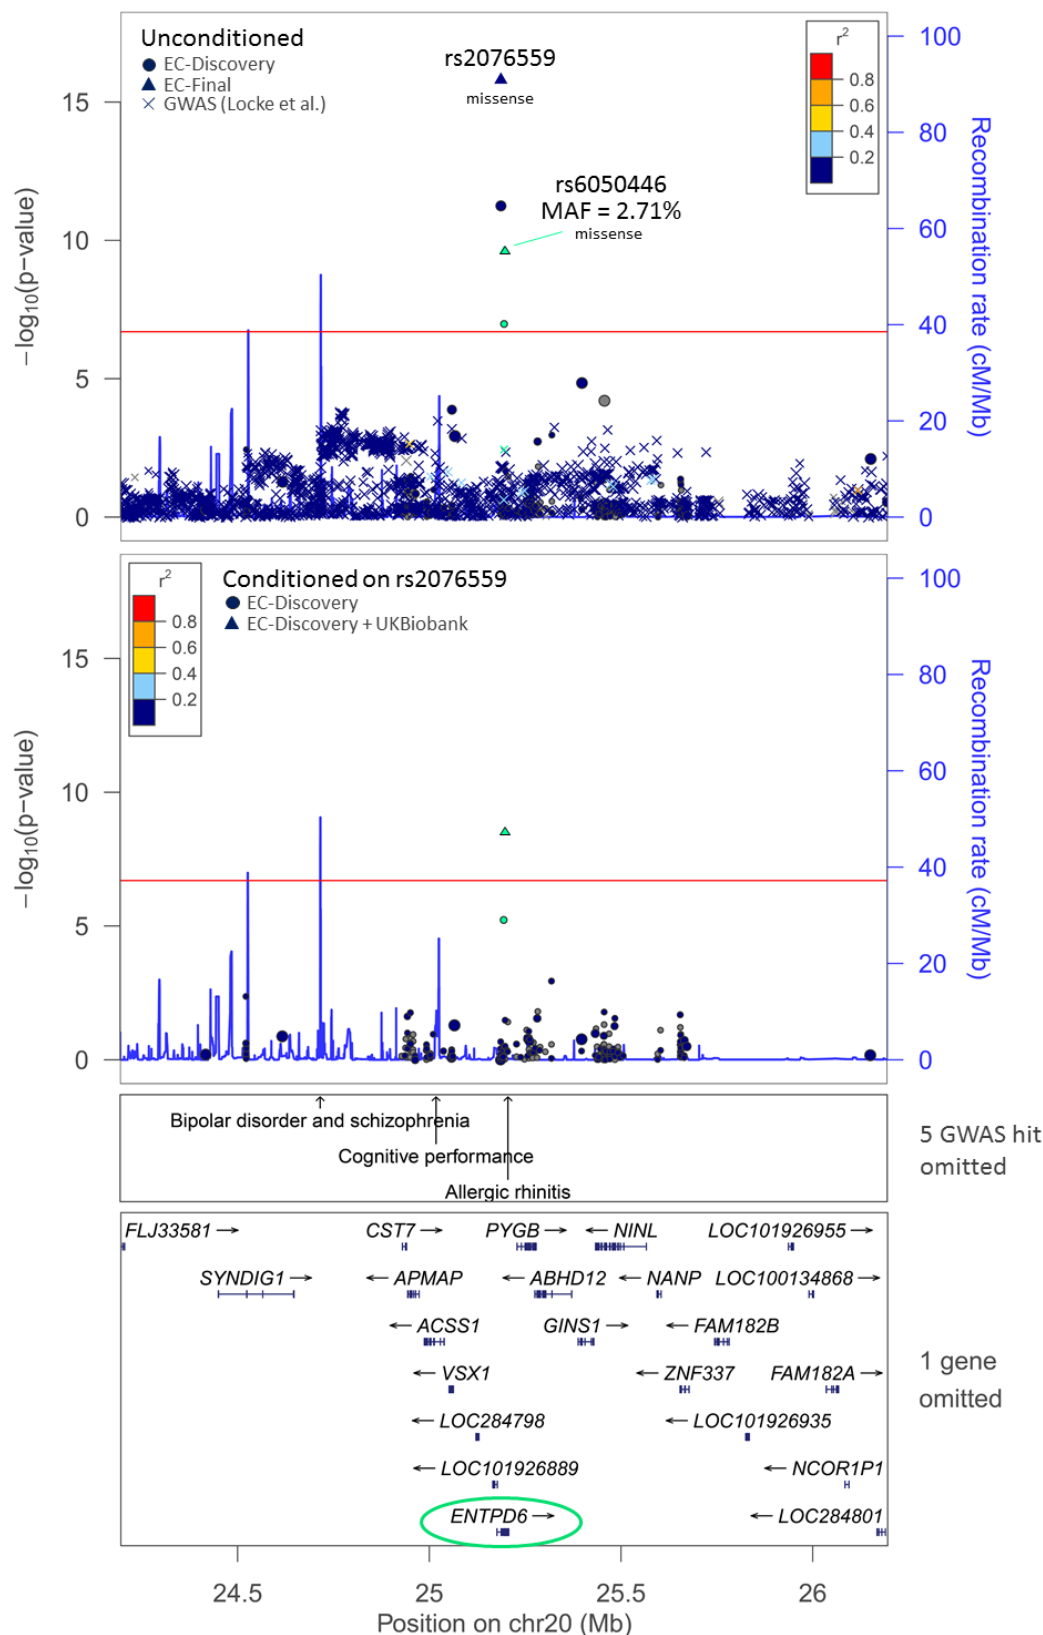 Unconditioned
EC-Discovery
EC-Final
GWAS (Locke et al.)
rs2076559
missense
rs6050446
MAF = 2.71%
missense
r2
0.8
0.6
0.4
0.2
15
10
5
0
−log10(p−value)
100
80
60
40
20
0
Recombination rate (cM/Mb)
r2
0.8
0.6
0.4
0.2
Conditioned on rs2076559
EC-Discovery
EC-Discovery + UKBiobank
15
10
5
0
−log10(p−value)
100
80
60
40
20
0
Recombination rate (cM/Mb)
Bipolar disorder and schizophrenia
Cognitive performance
Allergic rhinitis
5 GWAS hit
omitted
FLJ33581 → CST7 → PYGB → ← NINL LOC101926955 →
SYNDIG1 → ← APMAP ← ABHD12 ← NANP LOC100134868 →
← ACSS1 GINS1 → ← FAM182B
← VSX1 ← ZNF337 FAM182A →
← LOC284798 ← LOC101926935
← LOC101926889 ← NCOR1P1
ENTPD6 → ← LOC284801
1 gene
omitted
24.5 25 25.5 26
Position on chr20 (Mb)